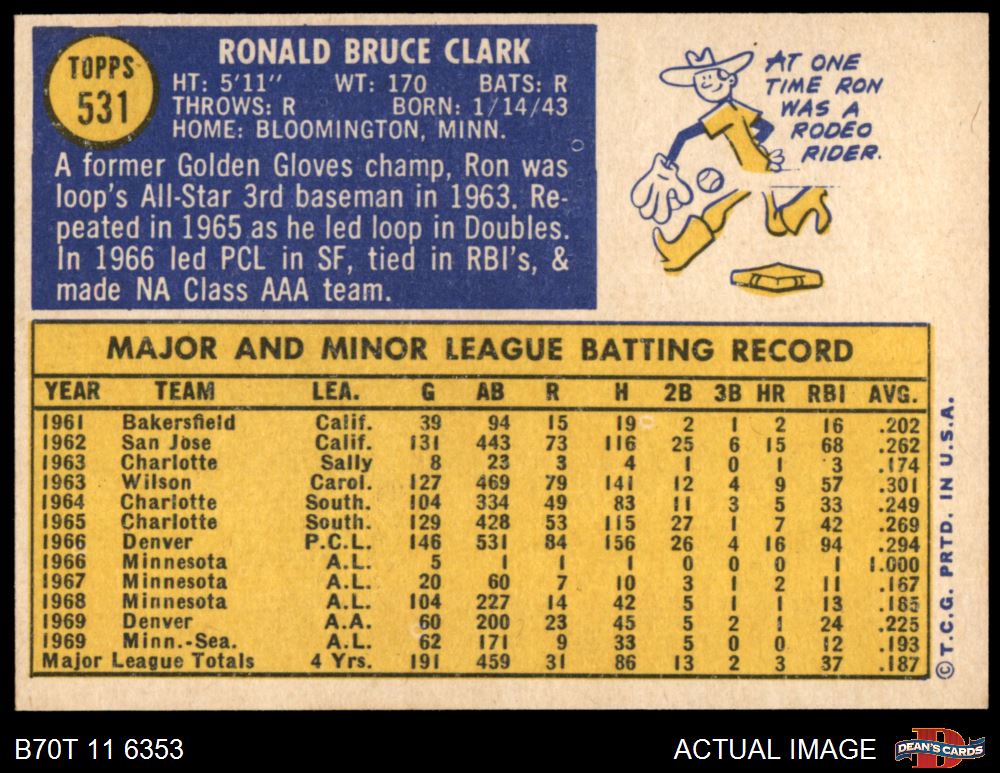 TOPPS
531
RONALD BRUCE CLARK
HT: 5'11" WT: 170 BATS: R
THROWS: R BORN: 1/14/43
HOME: BLOOMINGTON, MINN.
A former Golden Gloves champ, Ron was
loop's All-Star 3rd baseman in 1963. Re-
peated in 1965 as he led loop in Doubles.
In 1966 led PCL in SF, tied in RBI's, &
made NA Class AAA team.
AT ONE
TIME RON
WAS A
RODEO
RIDER.
MAJOR AND MINOR LEAGUE BATTING RECORD
YEAR TEAM LEA. G AB R H 2B 3B HR RBI AVG.
1961 Bakersfield Calif. 39 94 15 19 2 1 2 16 .202
1962 San Jose Calif. 131 443 73 116 25 6 15 68 .262
1963 Charlotte Sally 8 23 3 4 1 0 1 3 .174
1963 Wilson Carol. 127 469 79 141 12 4 9 57 .301
1964 Charlotte South. 104 334 49 83 11 3 5 33 .249
1965 Charlotte South. 129 428 53 115 27 1 7 42 .269
1966 Denver P.C.L. 146 531 84 156 26 4 16 94 .294
1966 Minnesota A.L. 5 1 1 1 0 0 0 1 1.000
1967 Minnesota A.L. 20 60 7 10 3 1 2 11 .167
1968 Minnesota A.L. 104 227 14 42 5 1 1 13 .185
1969 Denver A.A. 60 200 23 45 5 2 1 24 .225
1969 Minn.-Sea. A.L. 62 171 9 33 5 0 0 12 .193
Major League Totals 4 Yrs. 191 459 31 86 13 2 3 37 .187
©T.C.G. PRTD. IN U.S.A.
B70T 11 6353
ACTUAL IMAGE
DEAN'S CARDS